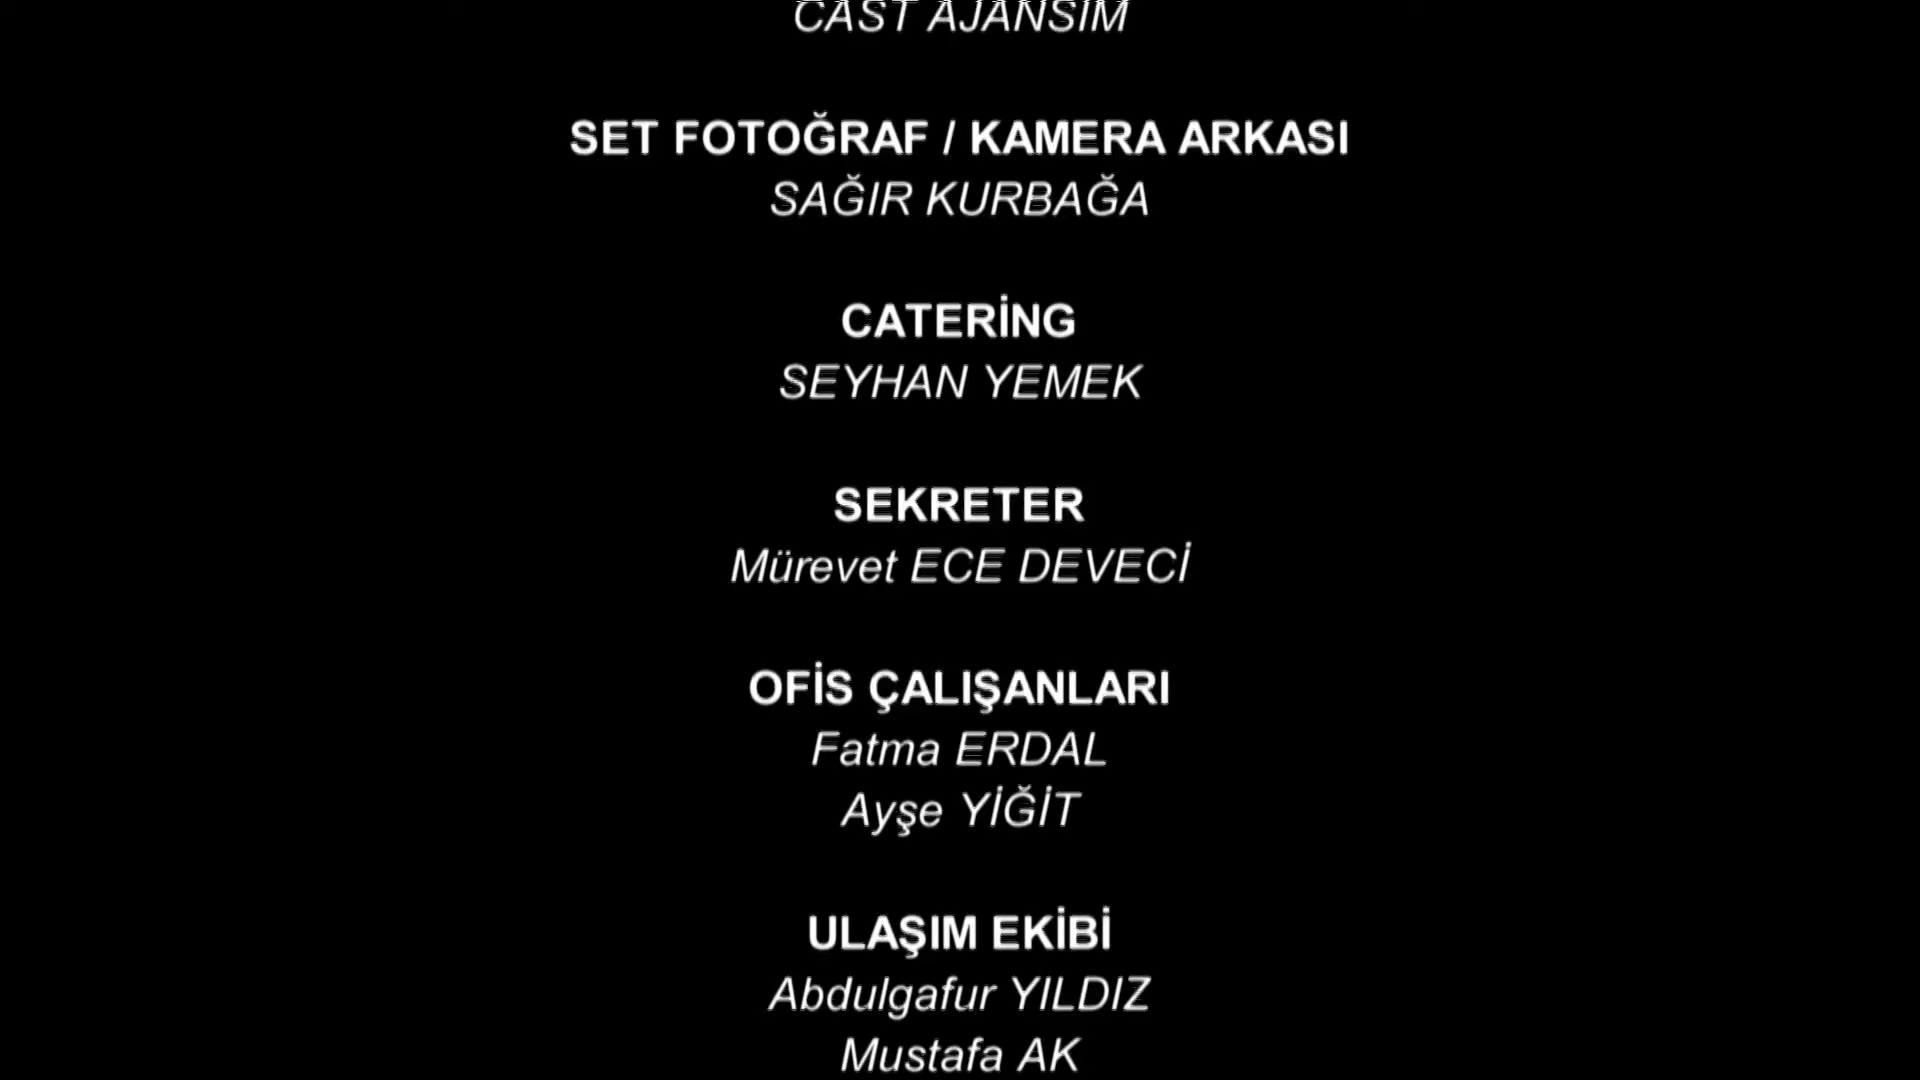 CAST AJANSIM
SET FOTOĞRAF / KAMERA ARKASI
SAĞIR KURBAĞA
CATERİNG
SEYHAN YEMEK
SEKRETER
Mürevet ECE DEVECİ
OFİS ÇALIŞANLARI
Fatma ERDAL
Ayşe YİĞİT
ULAŞIM EKİBİ
Abdulgafur YILDIZ
Mustafa AK